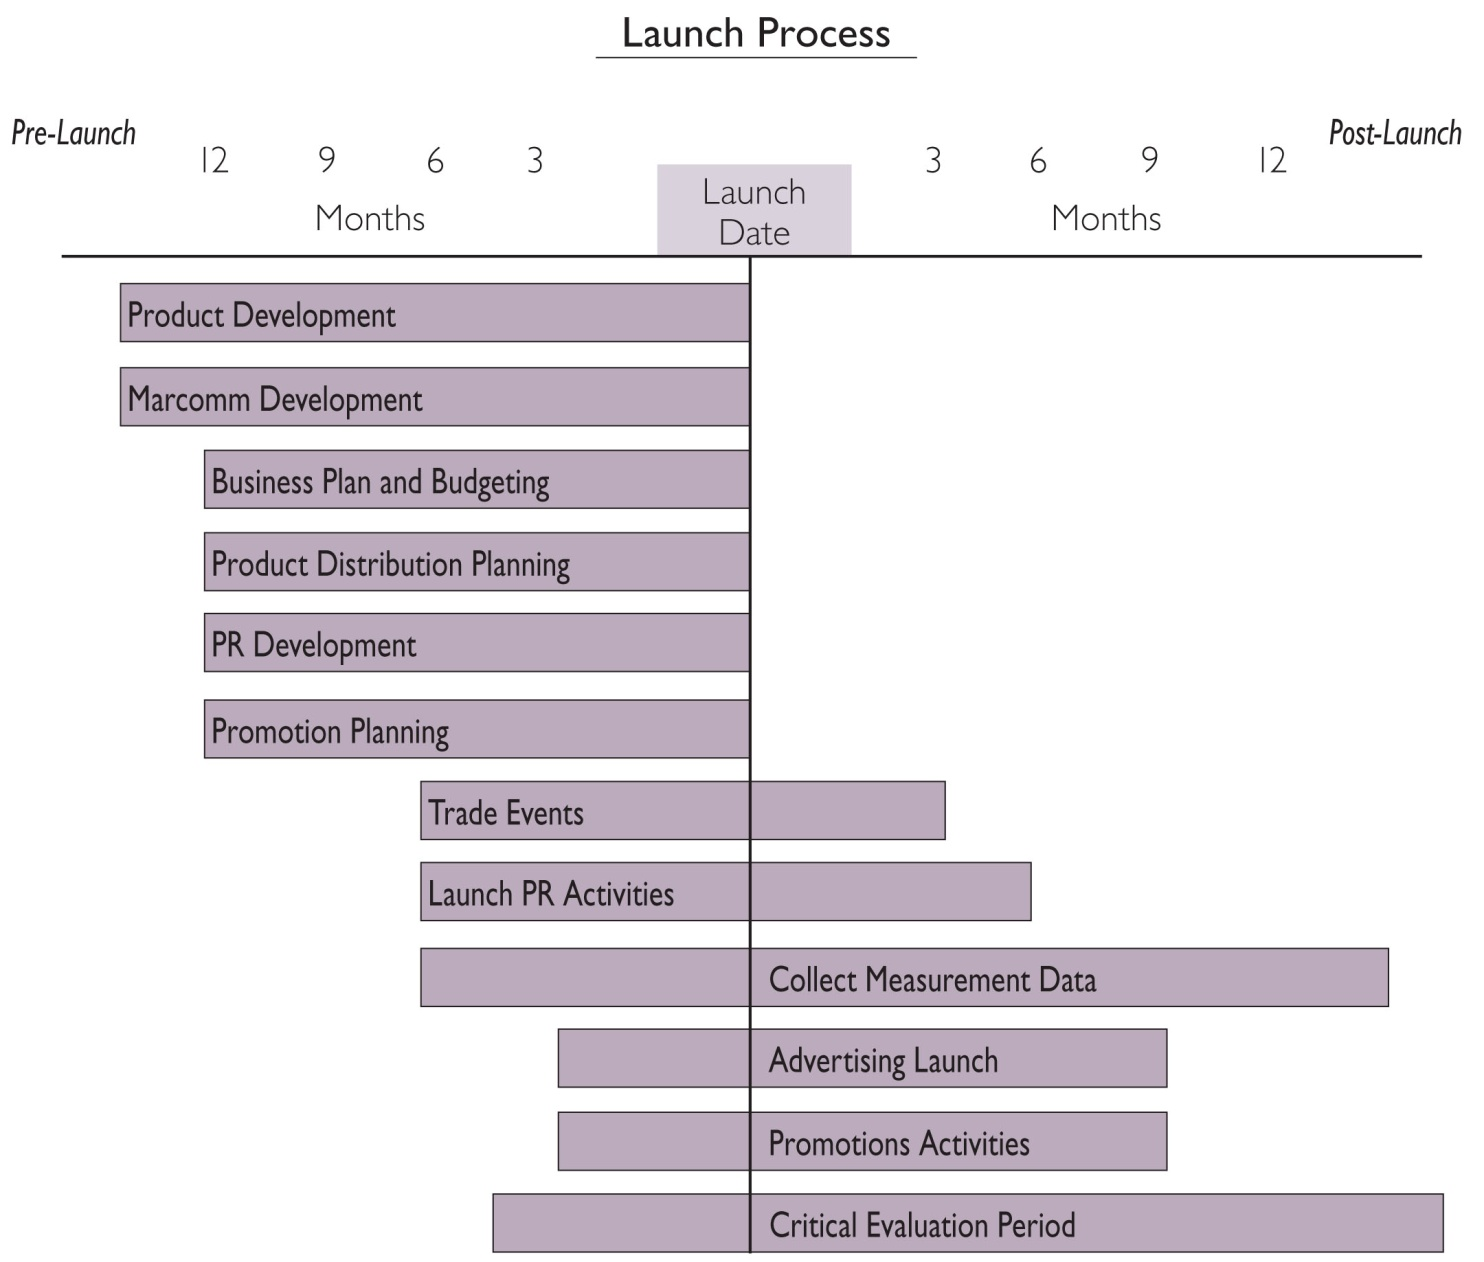 Launch Process
Pre-Launch
Post-Launch
12 9 6 3
3 6 9 12
Months
Launch
Date
Months
Product Development
Marcomm Development
Business Plan and Budgeting
Product Distribution Planning
PR Development
Promotion Planning
Trade Events
Launch PR Activities
Collect Measurement Data
Advertising Launch
Promotions Activities
Critical Evaluation Period